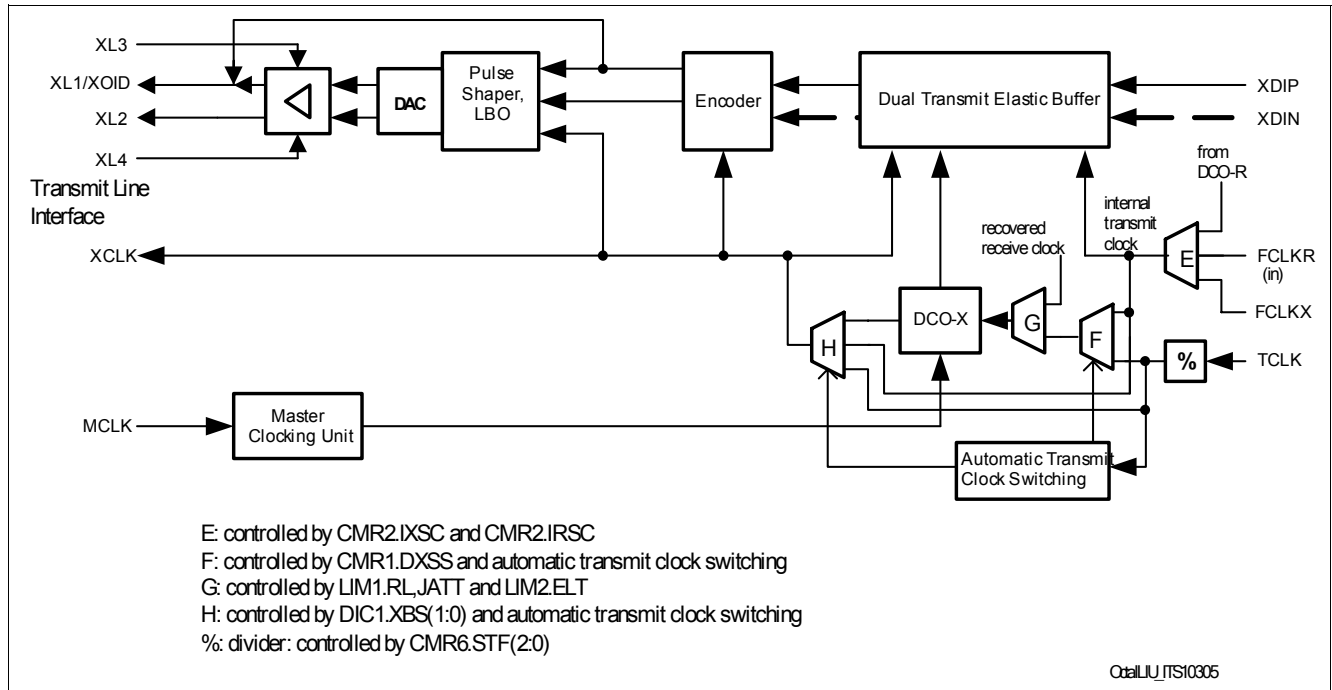 XL3
XL1/XOID
XL2
XL4
Transmit Line
Interface
DAC
Pulse
Shaper,
LBO
Encoder
Dual Transmit Elastic Buffer
XDIP
XDIN
from
DCO-R
internal
transmit
clock
recovered
receive clock
E
FCLKR
(in)
FCLKX
XCLK
DCO-X
G
F
H
%
TCLK
MCLK
Master
Clocking Unit
Automatic Transmit
Clock Switching
E: controlled by CMR2.IXSC and CMR2.IRSC
F: controlled by CMR1.DXSS and automatic transmit clock switching
G: controlled by LIM1.RL,JATT and LIM2.ELT
H: controlled by DIC1.XBS(1:0) and automatic transmit clock switching
%: divider: controlled by CMR6.STF(2:0)
OctalLIU_ITS10305